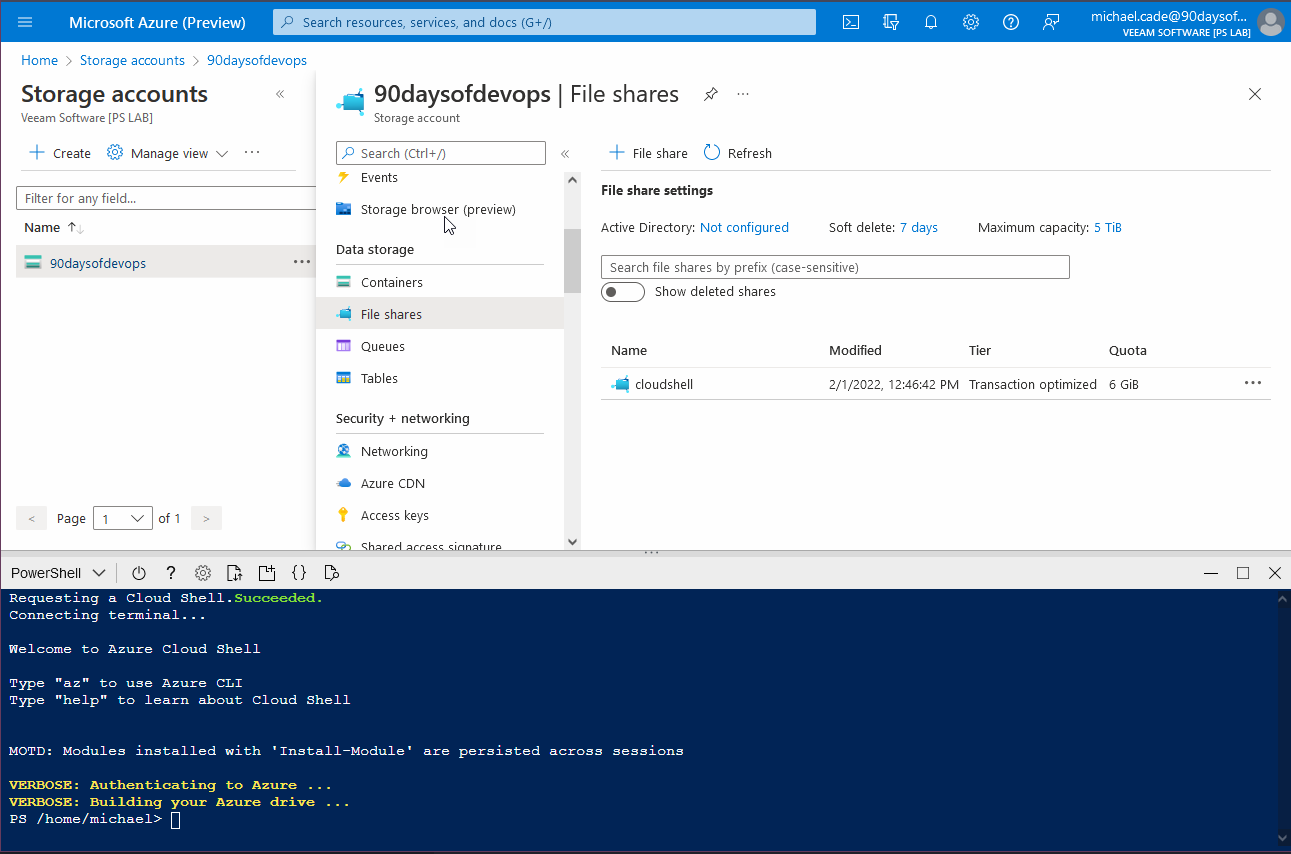 Microsoft Azure (Preview)
Search resources, services, and docs (G+/)
michael.cade@90daysof...
VEEAM SOFTWARE [PS LAB]
Home > Storage accounts > 90daysofdevops
Storage accounts
Veeam Software [PS LAB]
Create
Manage view
Filter for any field...
Name
90daysofdevops
< Page 1 of 1 >
90daysofdevops | File shares
Storage account
Search (Ctrl+/)
Events
Storage browser (preview)
Data storage
Containers
File shares
Queues
Tables
Security + networking
Networking
Azure CDN
Access keys
Shared access signature
File share
Refresh
File share settings
Active Directory: Not configured Soft delete: 7 days Maximum capacity: 5 TiB
Search file shares by prefix (case-sensitive)
Show deleted shares
Name Modified Tier Quota
cloudshell 2/1/2022, 12:46:42 PM Transaction optimized 6 GiB
PowerShell
Requesting a Cloud Shell.Succeeded.
Connecting terminal...
Welcome to Azure Cloud Shell
Type "az" to use Azure CLI
Type "help" to learn about Cloud Shell
MOTD: Modules installed with 'Install-Module' are persisted across sessions
VERBOSE: Authenticating to Azure ...
VERBOSE: Building your Azure drive ...
PS /home/michael>